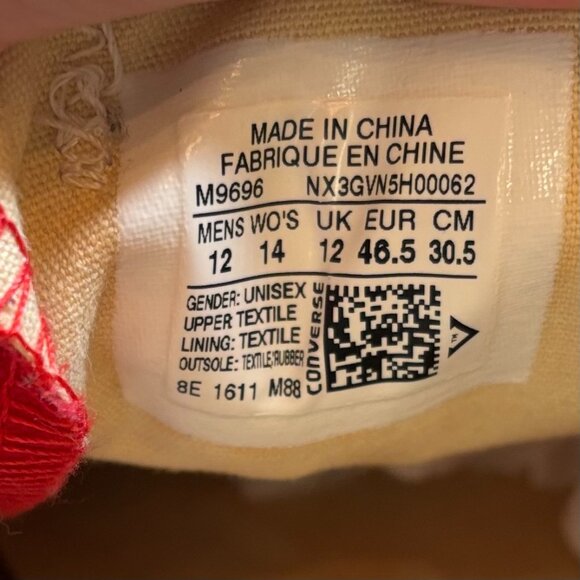 MADE IN CHINA
FABRIQUE EN CHINE
M9696 NX3GVN5H00062
MENS WO'S UK EUR CM
12 14 12 46.5 30.5
GENDER: UNISEX
UPPER TEXTILE
LINING: TEXTILE
OUTSOLE: TEXTILE/RUBBER
8E 1611 M88
CONVERSE
V
TM